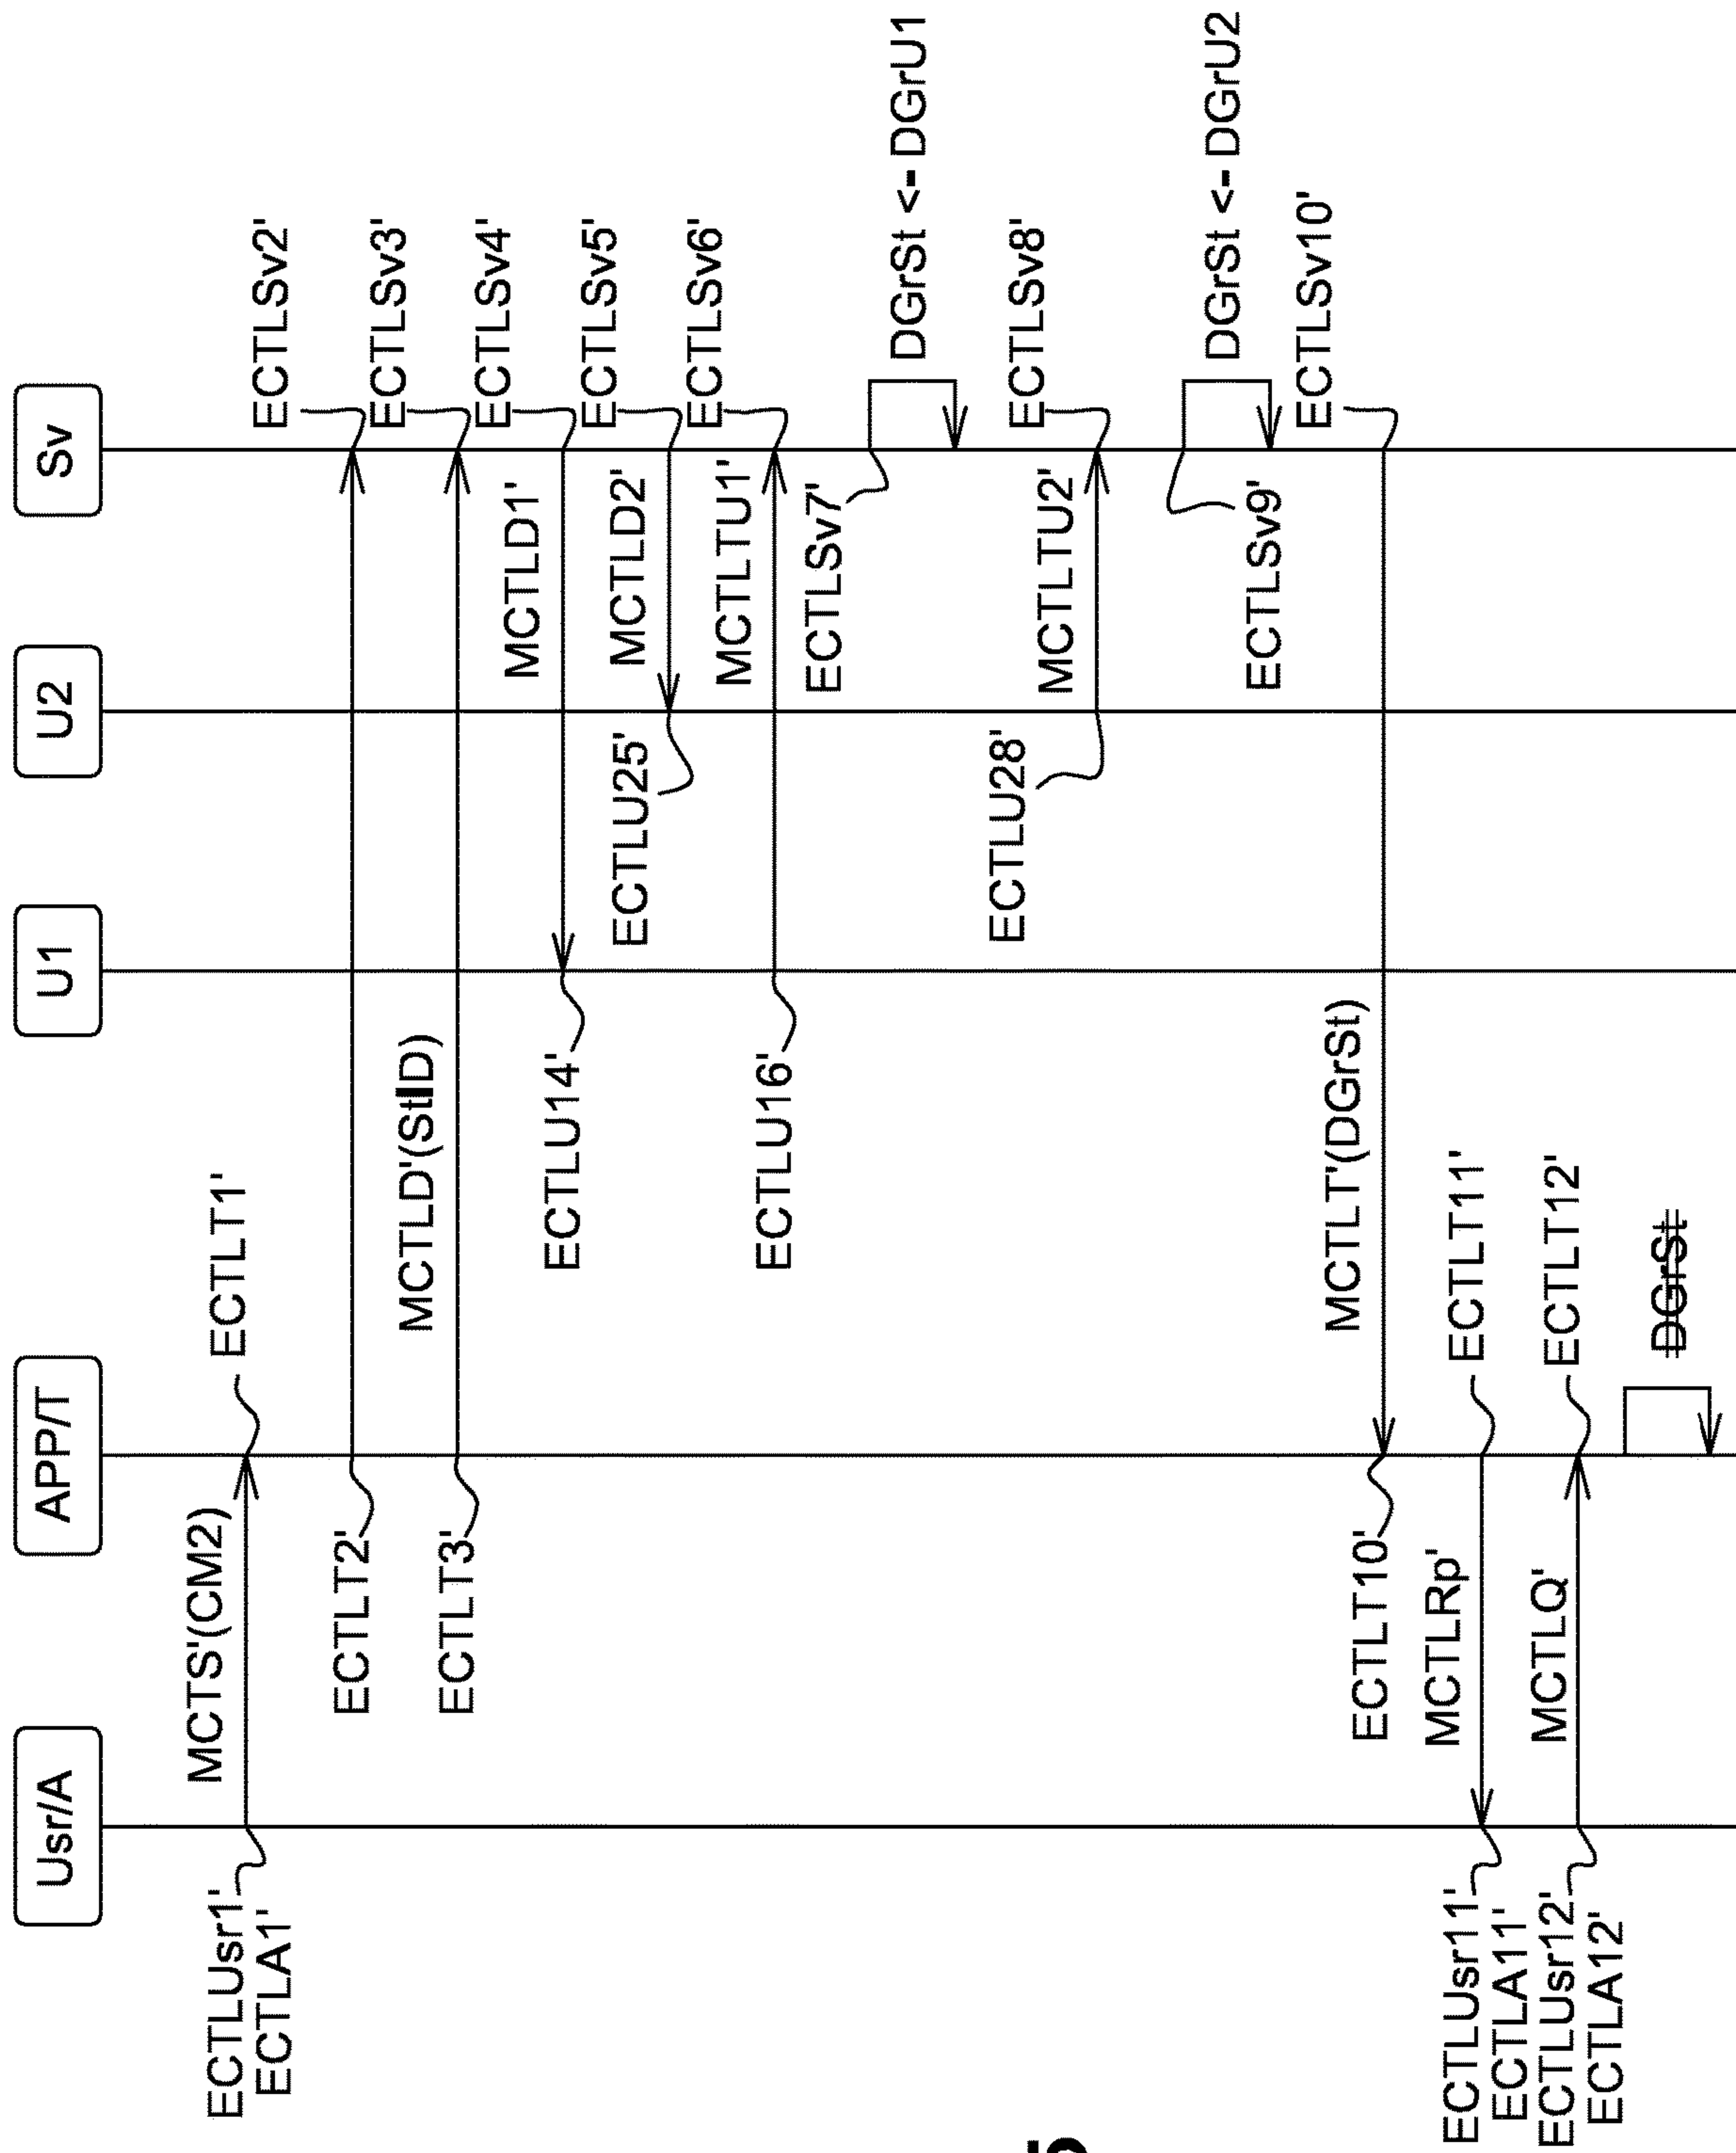 Usr/A
APP/T
U1
U2
Sv
ECTLUsr1'
ECTLA1'
MCTS'(CM2)
ECTLT1'
ECTLT2'
ECTLSv2'
ECTLT3'
MCTLD'(StID)
ECTLSv3'
ECTLU14'
MCTLD1'
ECTLSv4'
ECTLU25'
MCTLD2'
ECTLSv5'
ECTLU16'
MCTLTU1'
ECTLSv6'
ECTLSv7'
DGrSt <- DGrU1
ECTLU28'
MCTLTU2'
ECTLSv8'
ECTLSv9'
DGrSt <- DGrU2
ECTLT10'
MCTLT'(DGrSt)
ECTLSv10'
ECTLUsr11'
ECTLA11'
MCTLRp'
ECTLT11'
ECTLUsr12'
ECTLA12'
MCTLQ'
ECTLT12'
DGrSt